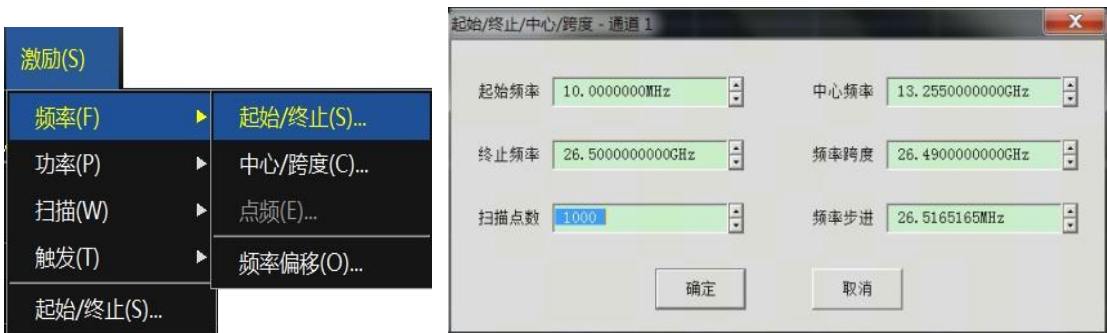 激励(S)
频率(F)
功率(P)
扫描(W)
触发(T)
起始/终止(S)...
起始/终止(S)...
中心/跨度(C)...
点频(E)...
频率偏移(O)...
起始/终止/中心/跨度 - 通道 1
X
起始频率 10.0000000MHz 中心频率 13.2550000000GHz
终止频率 26.5000000000GHz 频率跨度 26.4900000000GHz
扫描点数 1000 频率步进 26.5165165MHz
确定 取消